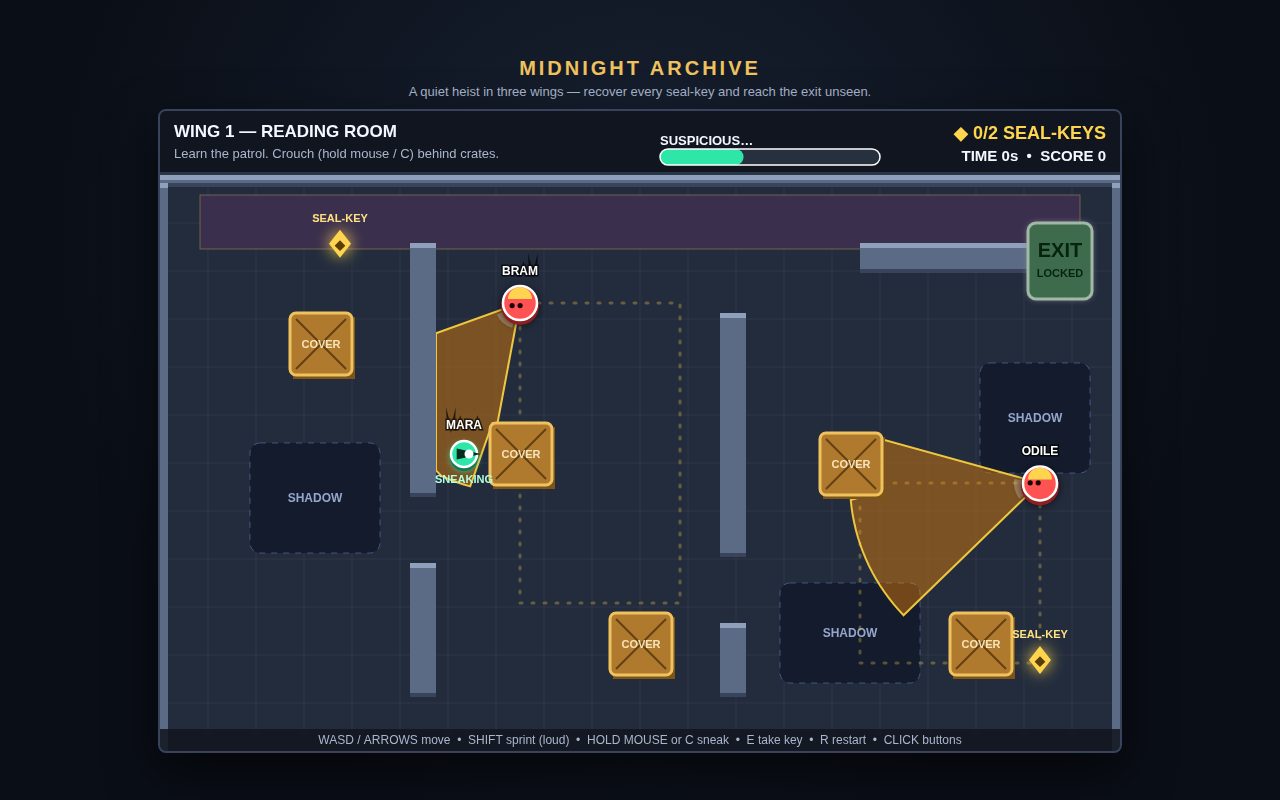 MIDNIGHT ARCHIVE
A quiet heist in three wings — recover every seal-key and reach the exit unseen.
WING 1 — READING ROOM
Learn the patrol. Crouch (hold mouse / C) behind crates.
SUSPICIOUS…
◆ 0/2 SEAL-KEYS
TIME 0s • SCORE 0
SEAL-KEY
EXIT
LOCKED
BRAM
COVER
SHADOW
MARA
SNEAKING
COVER
COVER
ODILE
SHADOW
SHADOW
COVER
COVER
SEAL-KEY
WASD / ARROWS move • SHIFT sprint (loud) • HOLD MOUSE or C sneak • E take key • R restart • CLICK buttons